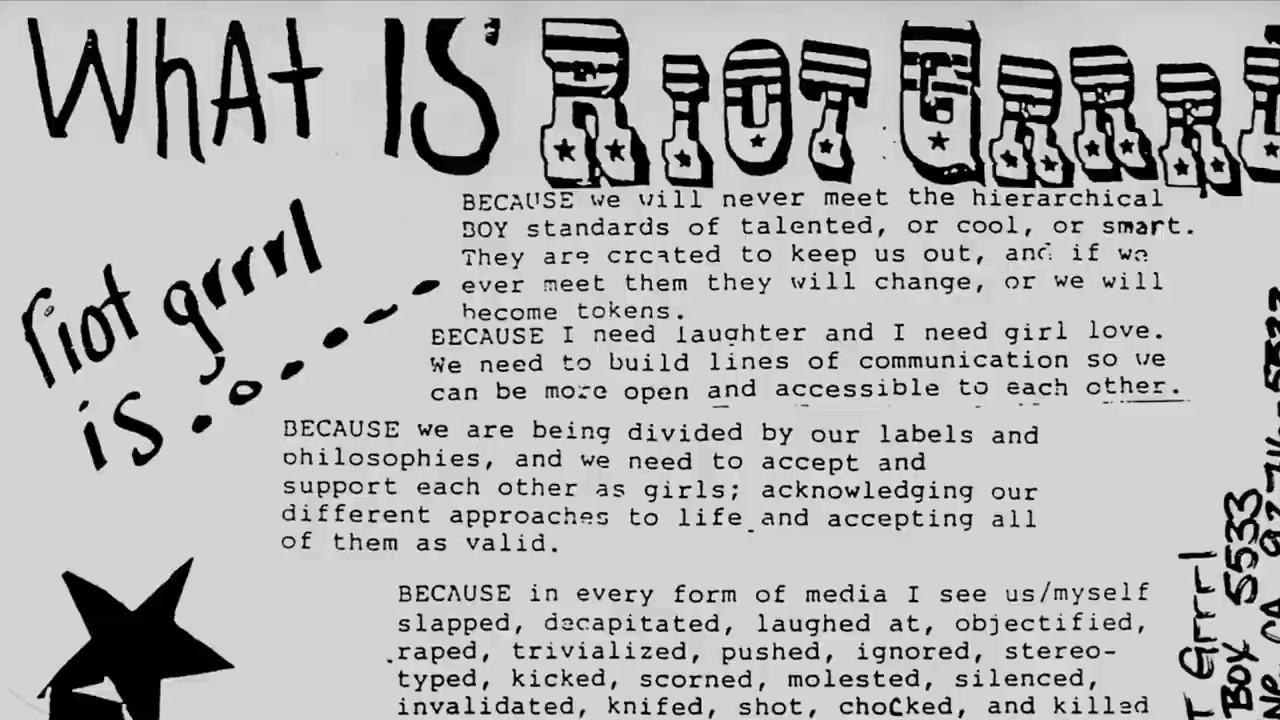 WhAt IS RIOT GRRRL
BECAUSE we will never meet the hierarchical
BOY standards of talented, or cool, or smart.
They are created to keep us out, and if we
ever meet them they will change, or we will
become tokens.
riot grrrl
is.
BECAUSE I need laughter and I need girl love.
We need to build lines of communication so we
can be more open and accessible to each other.
BECAUSE we are being divided by our labels and
philosophies, and we need to accept and
support each other as girls; acknowledging our
different approaches to life and accepting all
of them as valid.
BECAUSE in every form of media I see us/myself
slapped, decapitated, laughed at, objectified,
raped, trivialized, pushed, ignored, stereo-
typed, kicked, scorned, molested, silenced,
invalidated, knifed, shot, chocked, and killed
T Grrrl
BOX 5533
CA